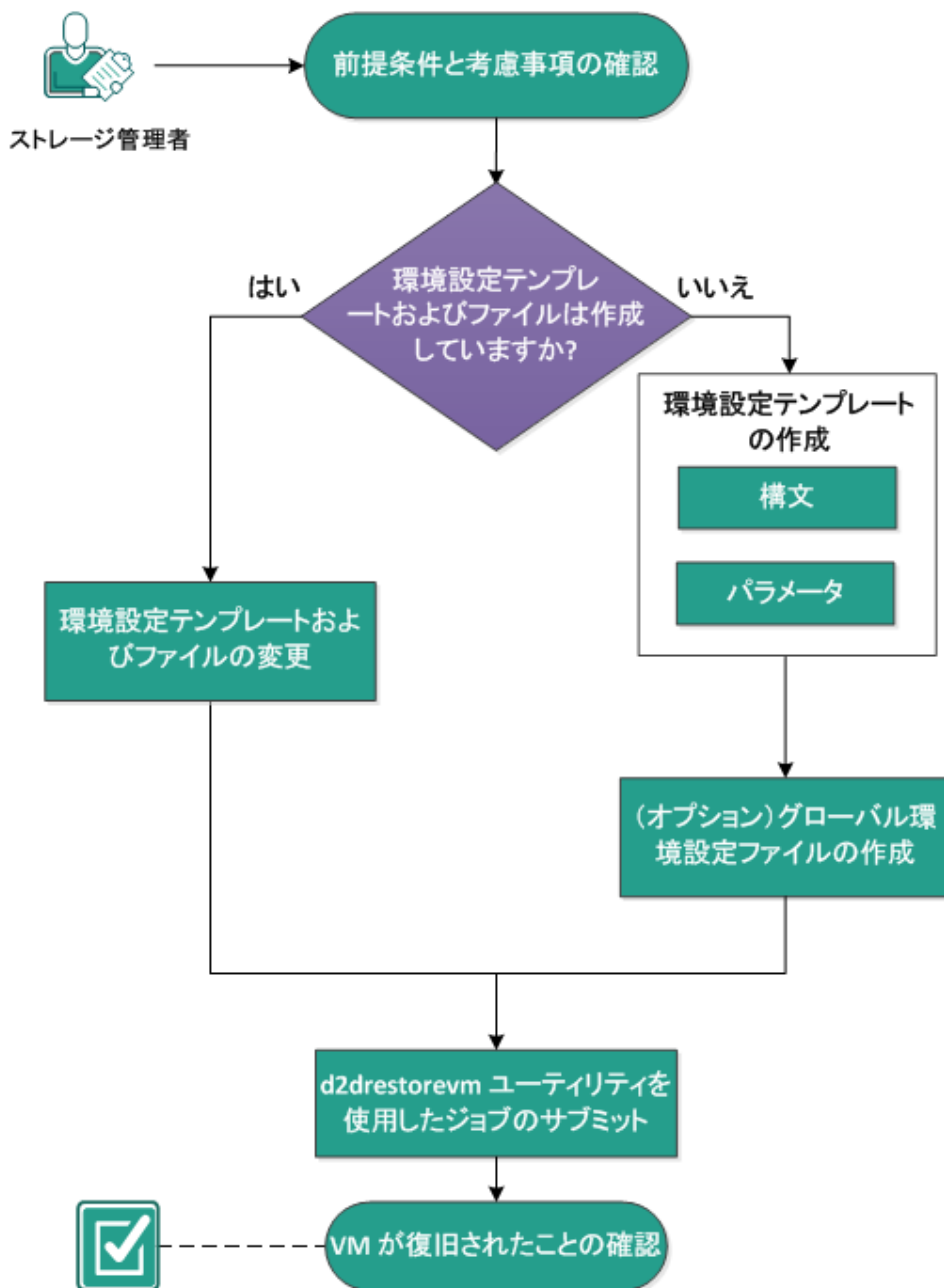 前提条件と考慮事項の確認
ストレージ管理者
環境設定テンプレ
ートおよびファイルは作成
していますか?
はい
いいえ
環境設定テンプレート
の作成
構文
パラメータ
環境設定テンプレートおよ
びファイルの変更
（オプション）グローバル環
境設定ファイルの作成
d2drestorevm ユーティリティを
使用したジョブのサブミット
VM が復旧されたことの確認